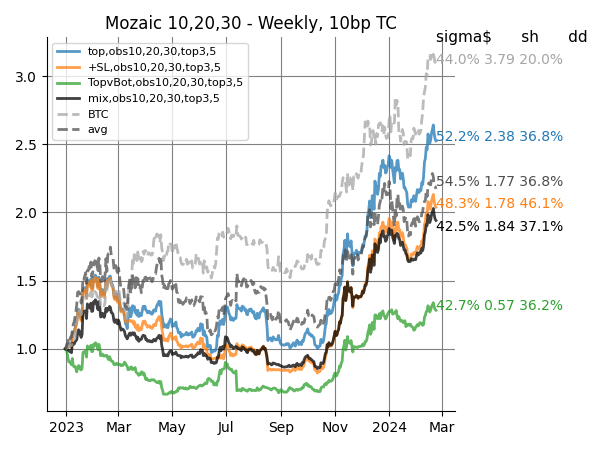 Mozaic 10,20,30 - Weekly, 10bp TC
sigma$ sh dd
top,obs10,20,30,top3,5
+SL,obs10,20,30,top3,5
TopvBot,obs10,20,30,top3,5
mix,obs10,20,30,top3,5
BTC
avg
44.0% 3.79 20.0%
52.2% 2.38 36.8%
54.5% 1.77 36.8%
48.3% 1.78 46.1%
42.5% 1.84 37.1%
42.7% 0.57 36.2%
3.0
2.5
2.0
1.5
1.0
2023 Mar May Jul Sep Nov 2024 Mar